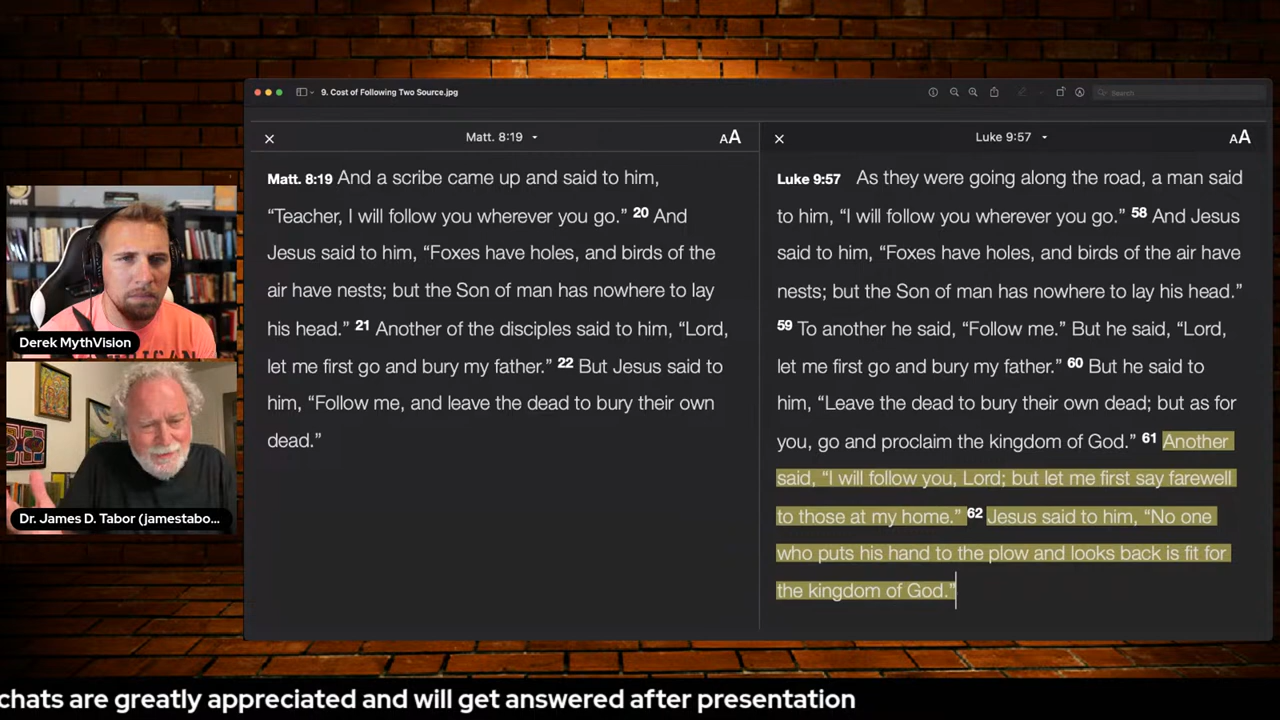 9. Cost of Following Two Source.jpg
Search
Matt. 8:19
AA
Matt. 8:19 And a scribe came up and said to him,
“Teacher, I will follow you wherever you go.” 20 And
Jesus said to him, “Foxes have holes, and birds of the
air have nests; but the Son of man has nowhere to lay
his head.” 21 Another of the disciples said to him, “Lord,
let me first go and bury my father.” 22 But Jesus said to
him, “Follow me, and leave the dead to bury their own
dead.”
Luke 9:57
AA
Luke 9:57 As they were going along the road, a man said
to him, “I will follow you wherever you go.” 58 And Jesus
said to him, “Foxes have holes, and birds of the air have
nests; but the Son of man has nowhere to lay his head.”
59 To another he said, “Follow me.” But he said, “Lord,
let me first go and bury my father.” 60 But he said to
him, “Leave the dead to bury their own dead; but as for
you, go and proclaim the kingdom of God.” 61 Another
said, “I will follow you, Lord; but let me first say farewell
to those at my home.” 62 Jesus said to him, “No one
who puts his hand to the plow and looks back is fit for
the kingdom of God.”
Derek MythVision
Dr. James D. Tabor (jamestabo...
chats are greatly appreciated and will get answered after presentation